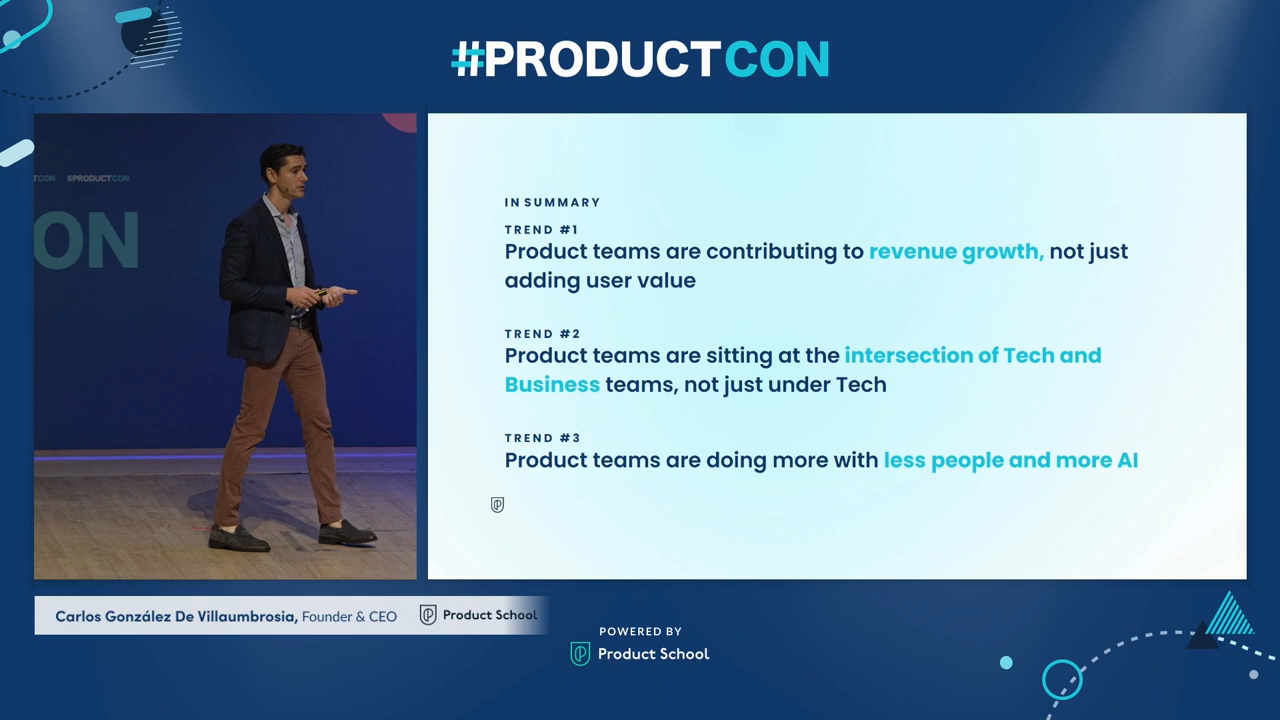 #PRODUCTCON
TCON #PRODUCTCON
ON
IN SUMMARY
TREND #1
Product teams are contributing to revenue growth, not just
adding user value
TREND #2
Product teams are sitting at the intersection of Tech and
Business teams, not just under Tech
TREND #3
Product teams are doing more with less people and more AI
Carlos González De Villaumbrosia, Founder & CEO Product School
POWERED BY
Product School